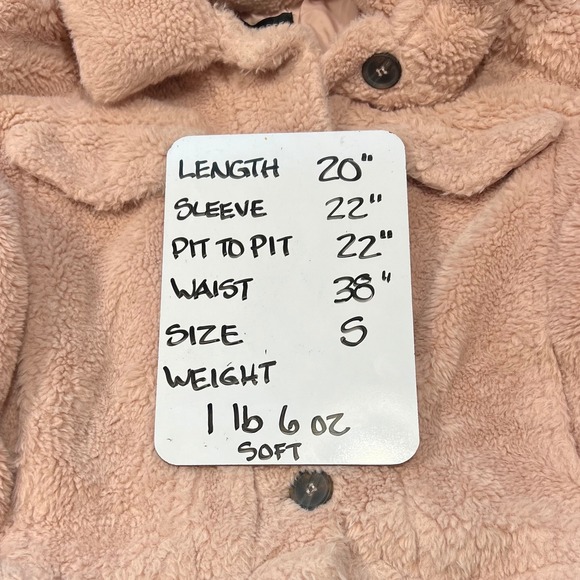 LENGTH 20"
SLEEVE 22"
PIT TO PIT 22"
WAIST 38"
SIZE S
WEIGHT
1 lb 6 oz
SOFT